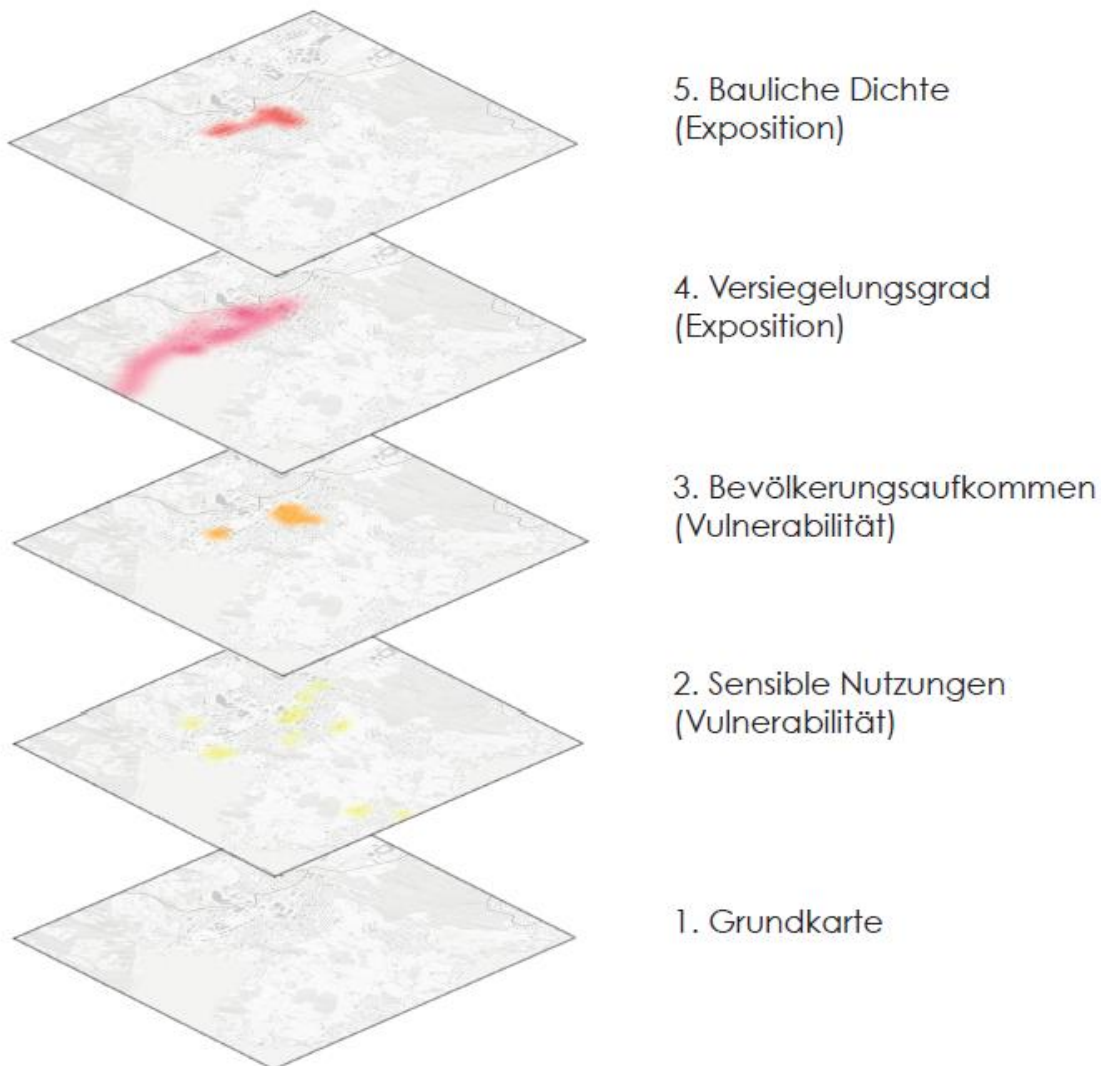 5. Bauliche Dichte
(Exposition)
4. Versiegelungsgrad
(Exposition)
3. Bevölkerungsaufkommen
(Vulnerabilität)
2. Sensible Nutzungen
(Vulnerabilität)
1. Grundkarte